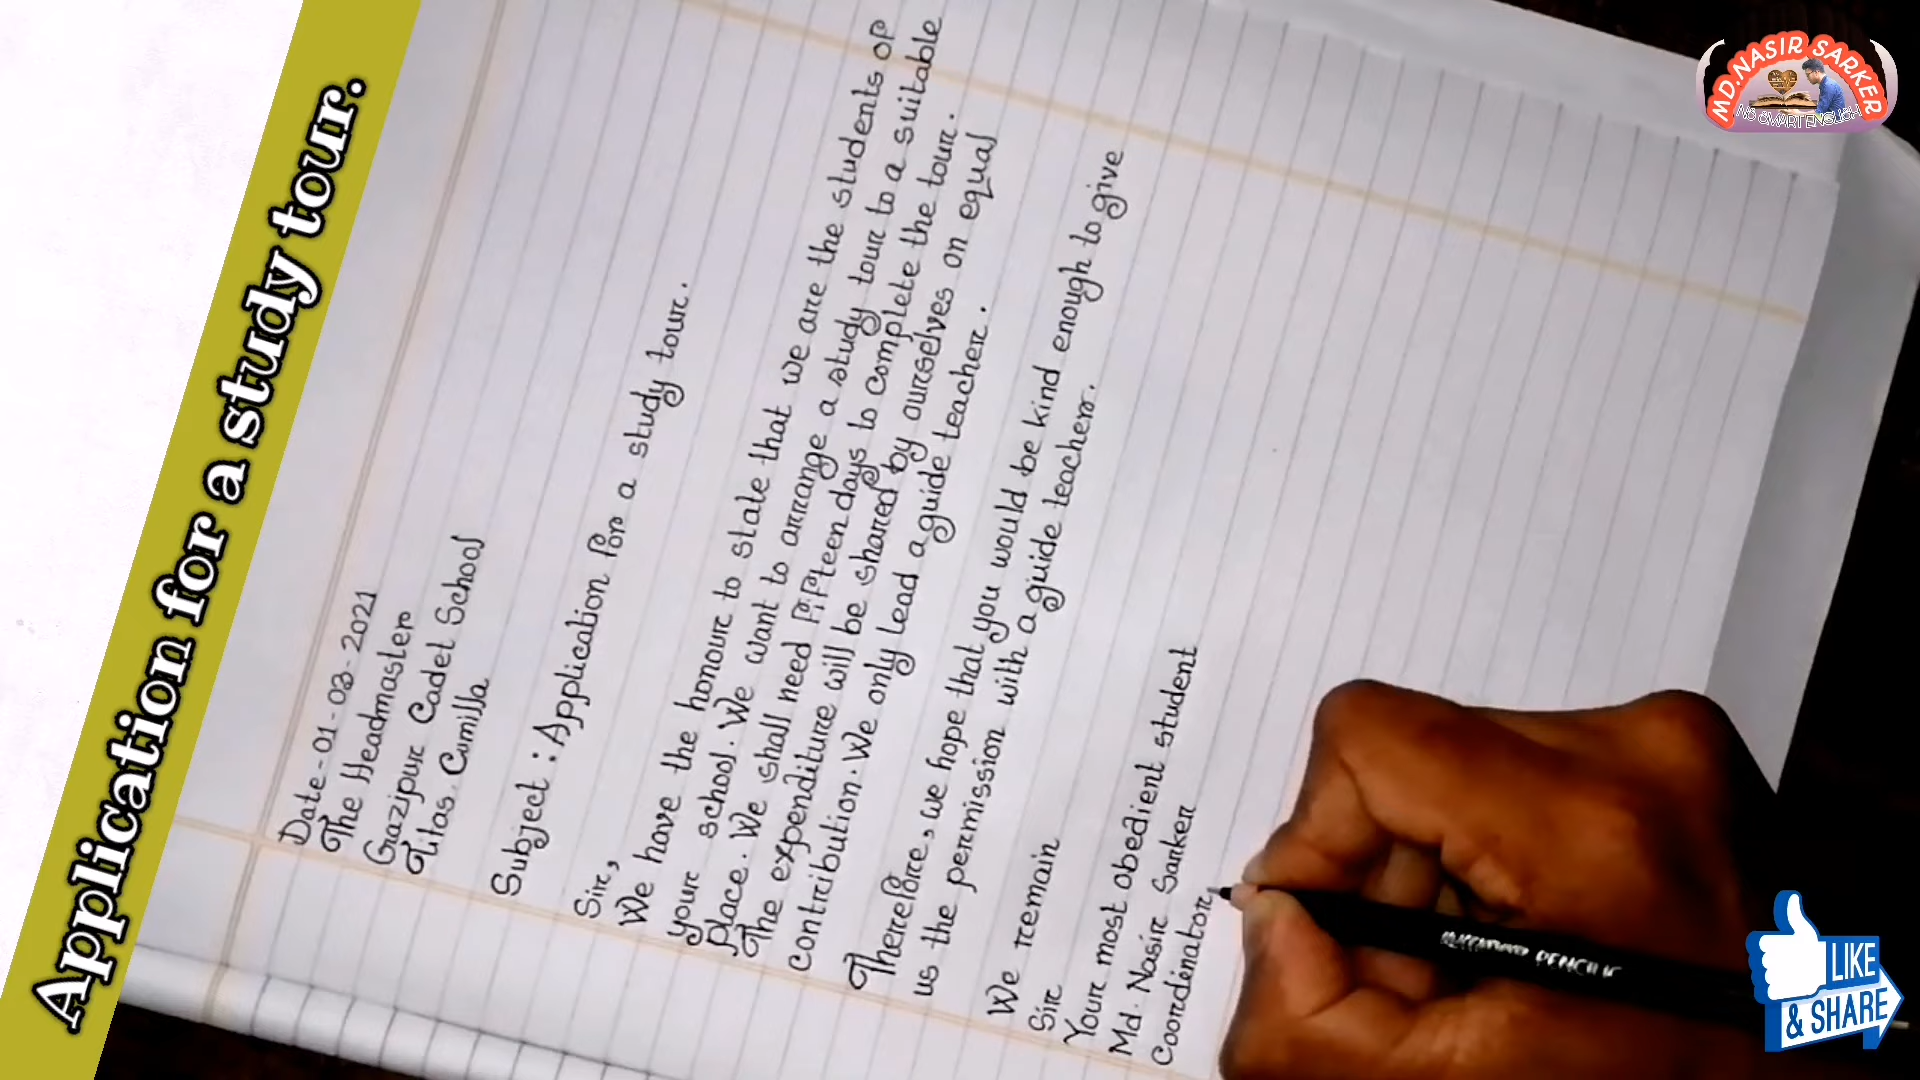 Application for a study tour.
Date-01-03-2021
The Headmaster
Gazipur Cadet School
Titas, Cumilla
Subject : Application for a study tour.
Sir,
We have the honour to state that we are the students of
your school. We want to arrange a study tour to a suitable
place. We shall need fifteen days to complete the tour.
The expenditure will be shared by ourselves on equal
contribution. We only lead a guide teacher.
Therefore, we hope that you would be kind enough to give
us the permission with a guide teacher.
We remain
Sir
Your most obedient student
Md. Nasir Sarker
Coordinator
MD.NASIR SARKER
NS SMART ENGLISH
LIKE
& SHARE